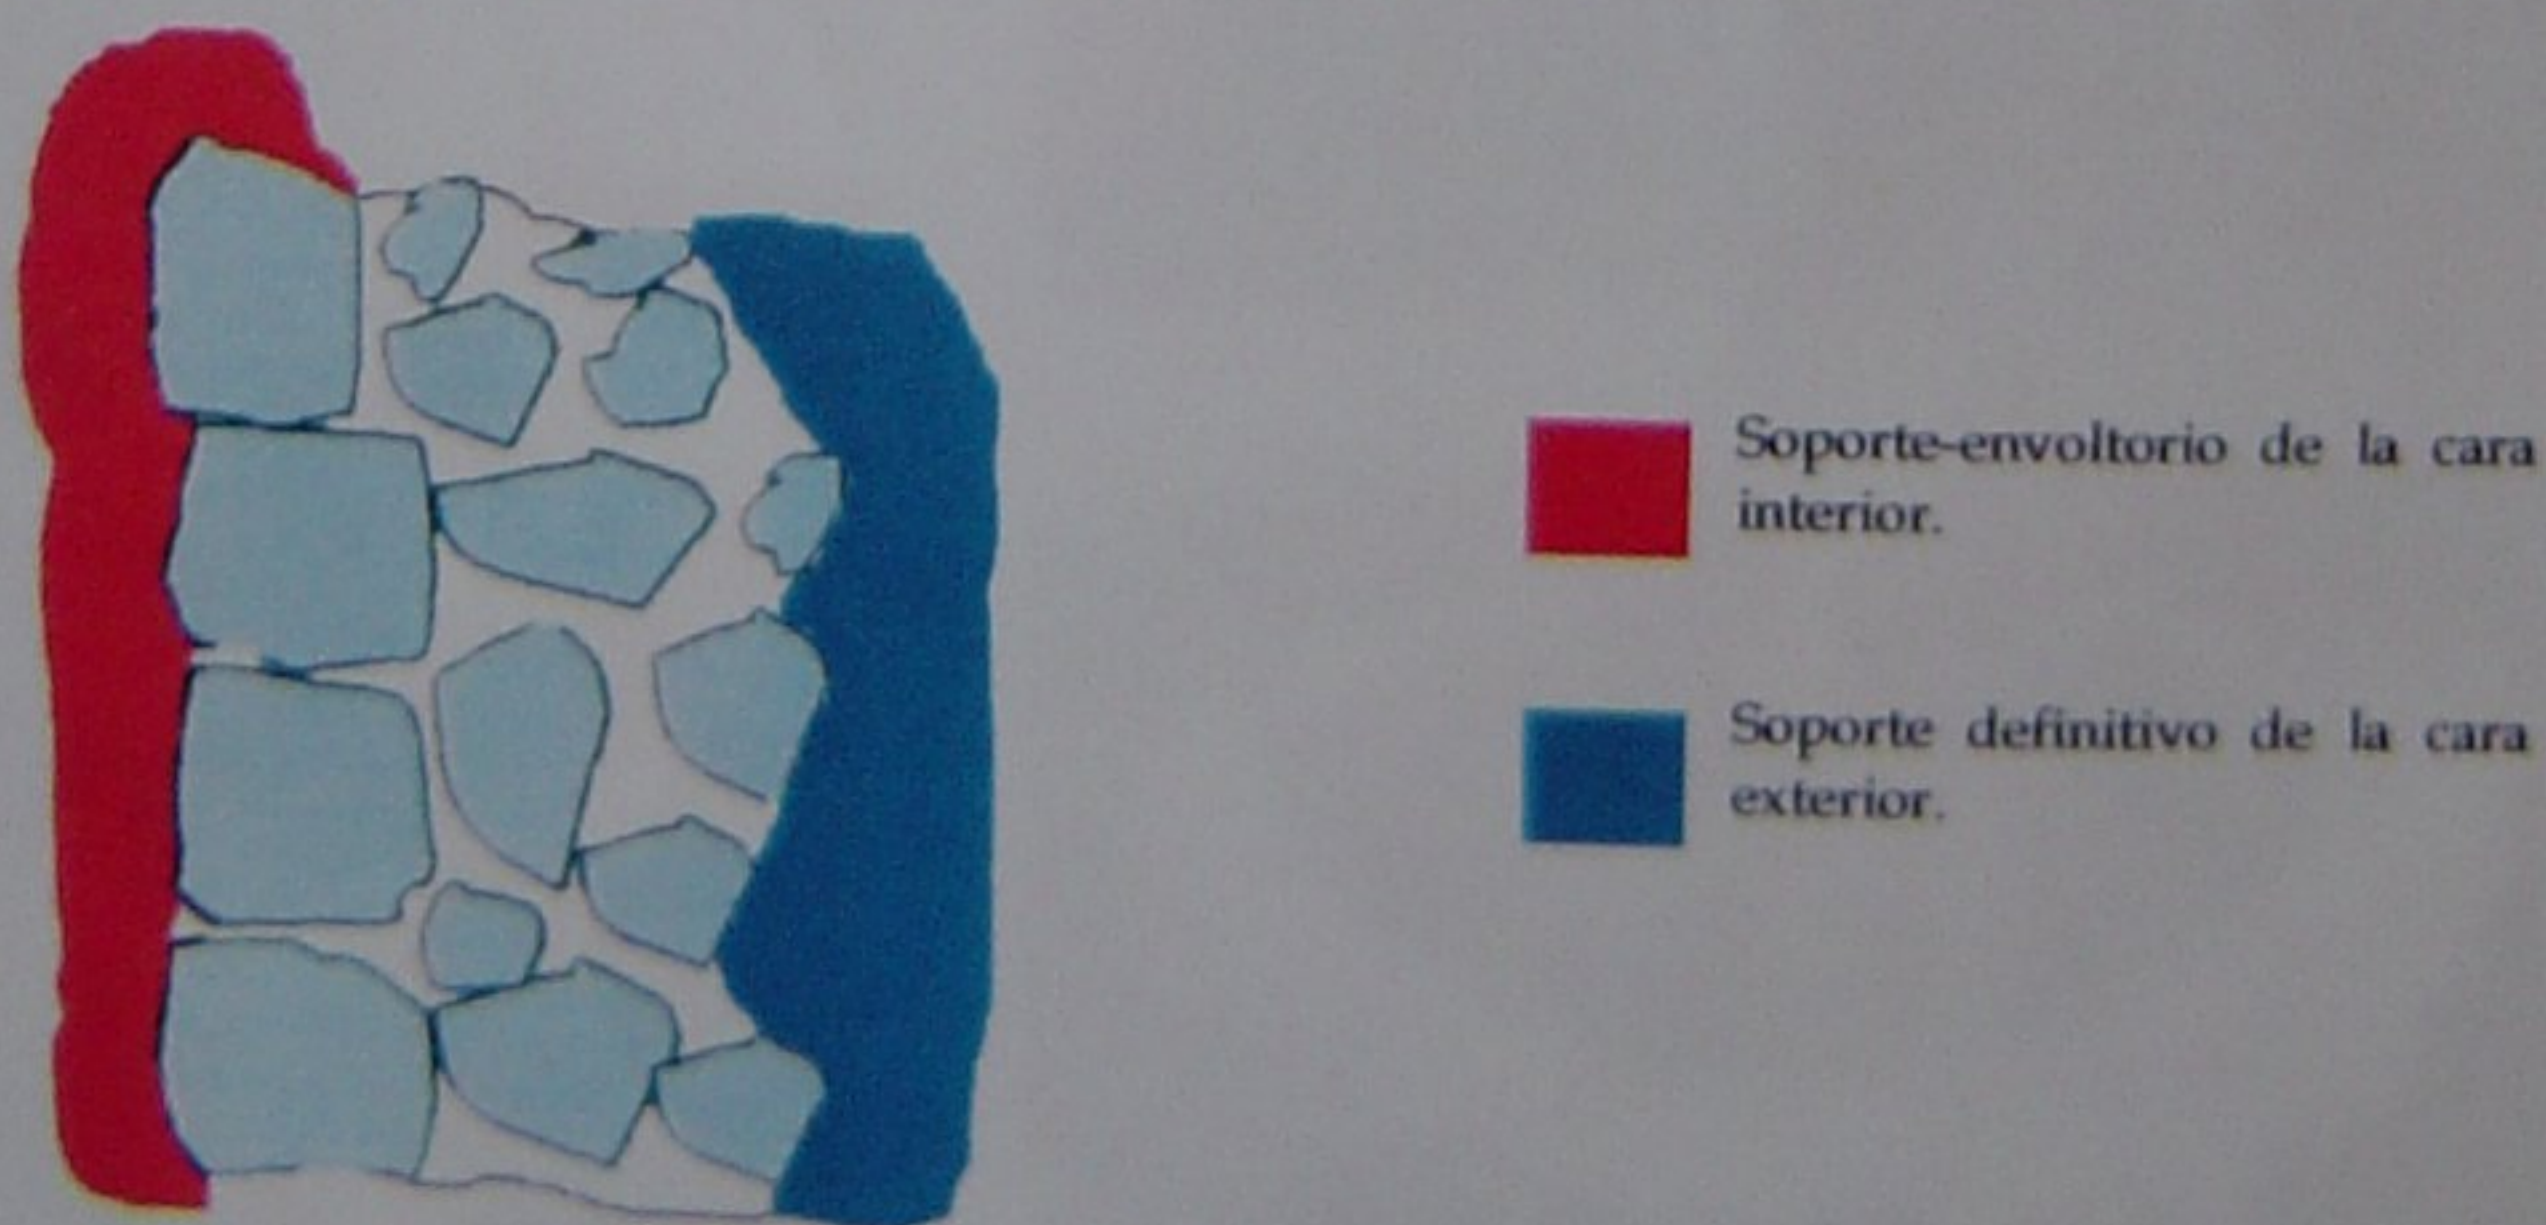 Soporte-envoltorio de la cara
interior.
Soporte definitivo de la cara
exterior.